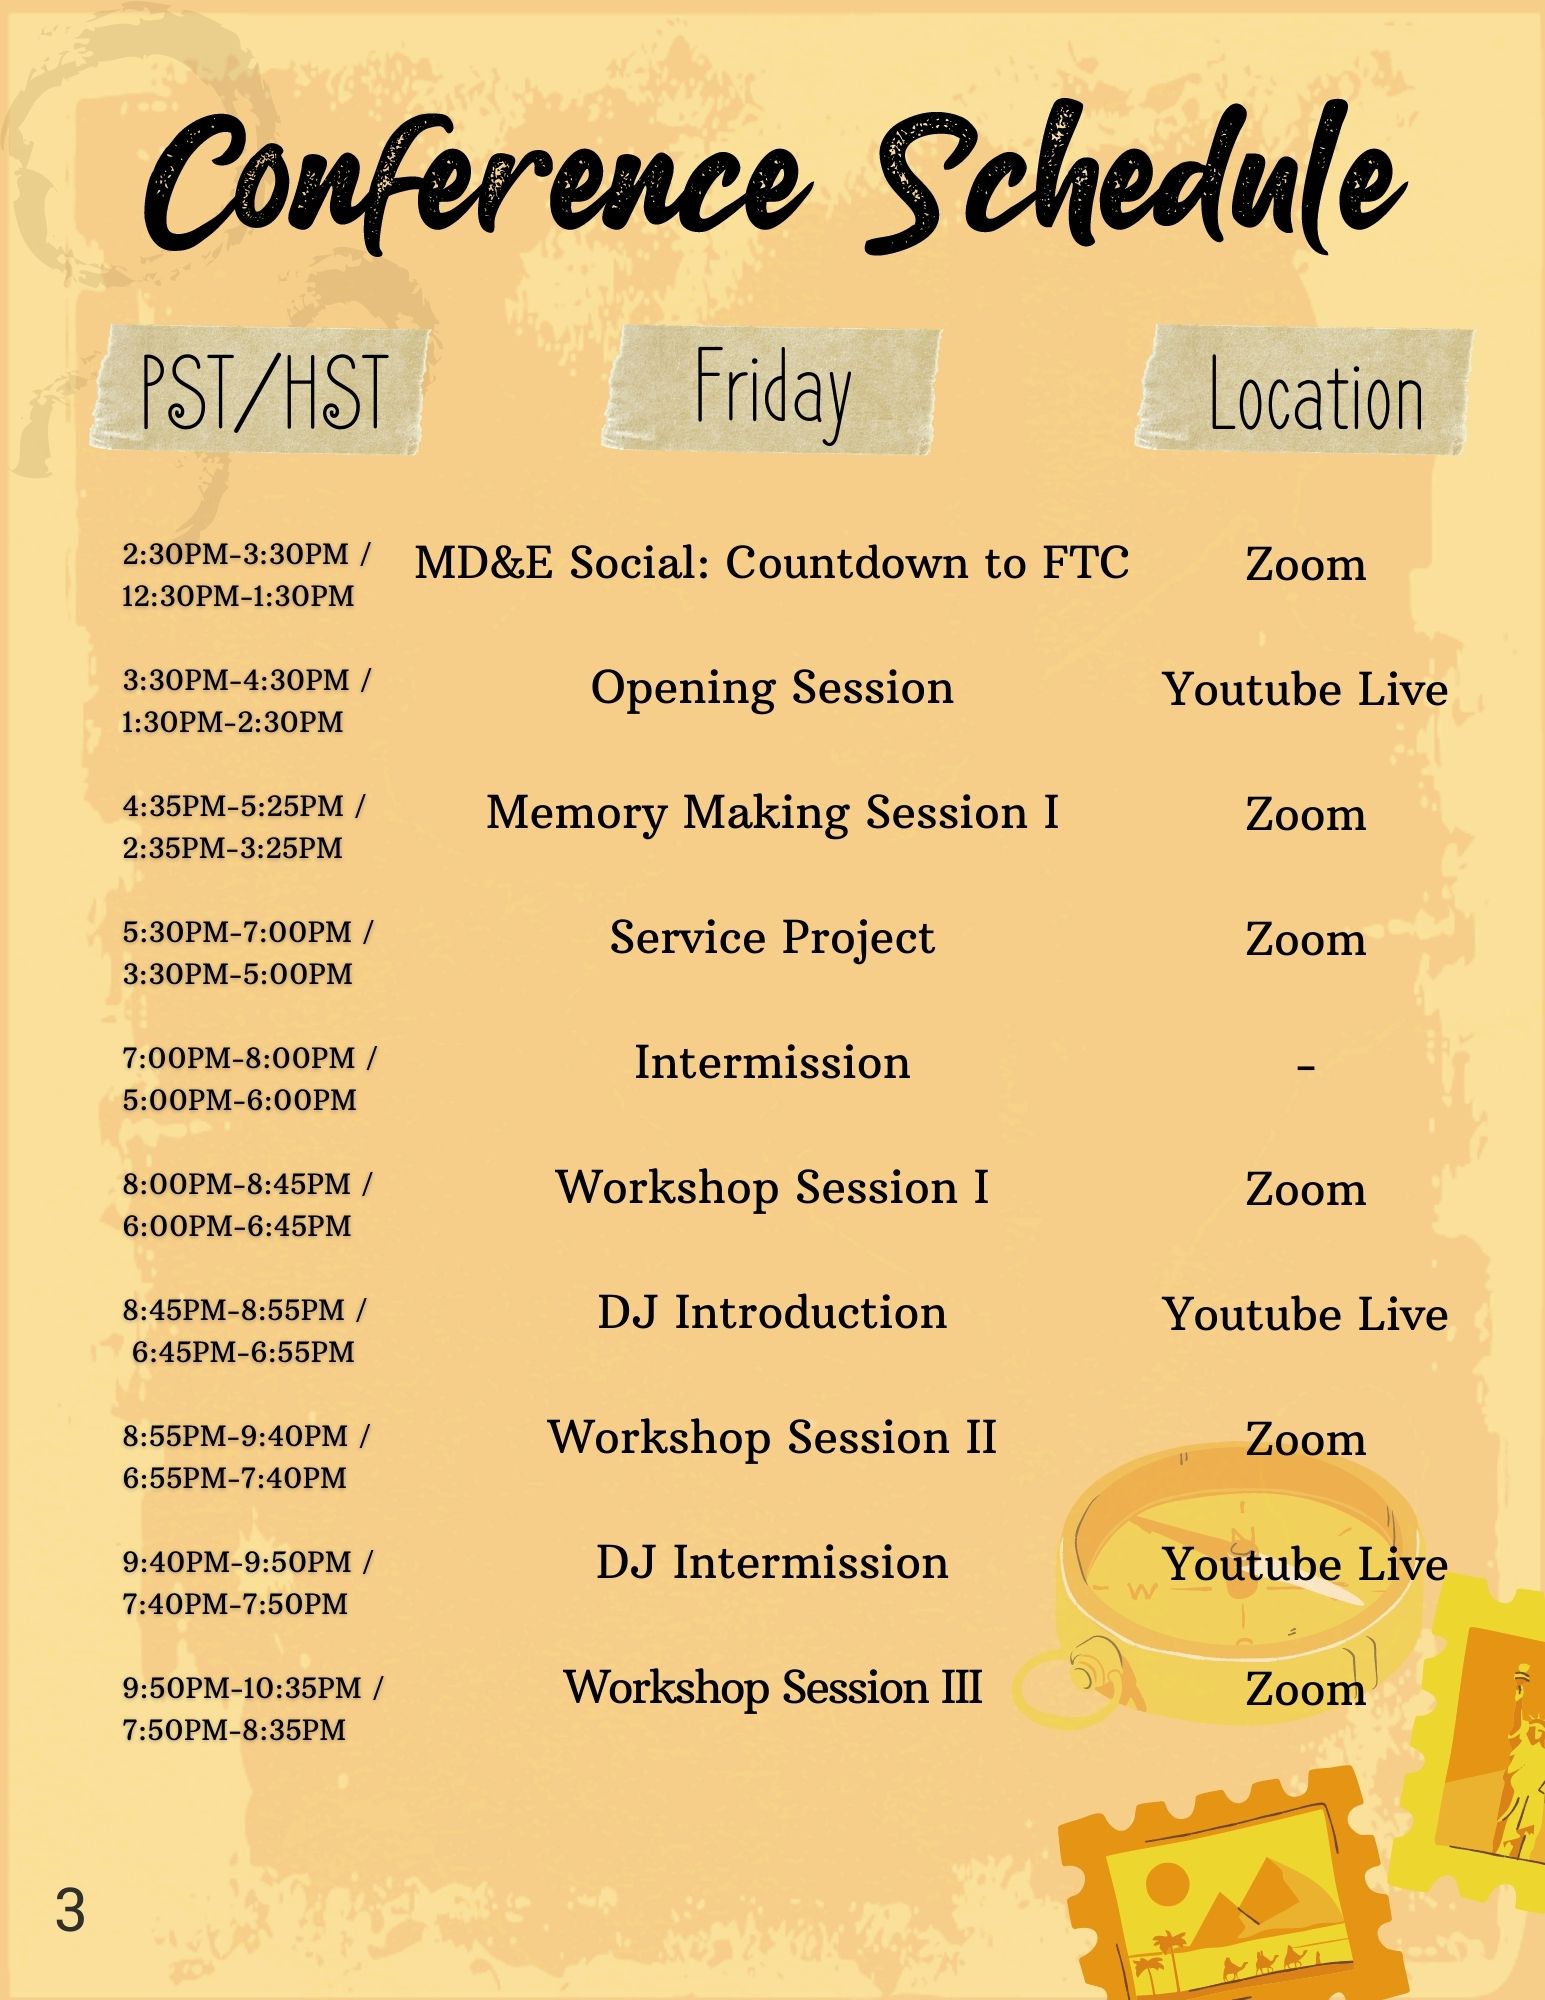 Conference Schedule
PST/HST Friday Location
2:30PM-3:30PM / MD&E Social: Countdown to FTC Zoom
12:30PM-1:30PM
3:30PM-4:30PM / Opening Session Youtube Live
1:30PM-2:30PM
4:35PM-5:25PM / Memory Making Session I Zoom
2:35PM-3:25PM
5:30PM-7:00PM / Service Project Zoom
3:30PM-5:00PM
7:00PM-8:00PM / Intermission -
5:00PM-6:00PM
8:00PM-8:45PM / Workshop Session I Zoom
6:00PM-6:45PM
8:45PM-8:55PM / DJ Introduction Youtube Live
6:45PM-6:55PM
8:55PM-9:40PM / Workshop Session II Zoom
6:55PM-7:40PM
9:40PM-9:50PM / DJ Intermission Youtube Live
7:40PM-7:50PM
9:50PM-10:35PM / Workshop Session III Zoom
7:50PM-8:35PM
N
W
3